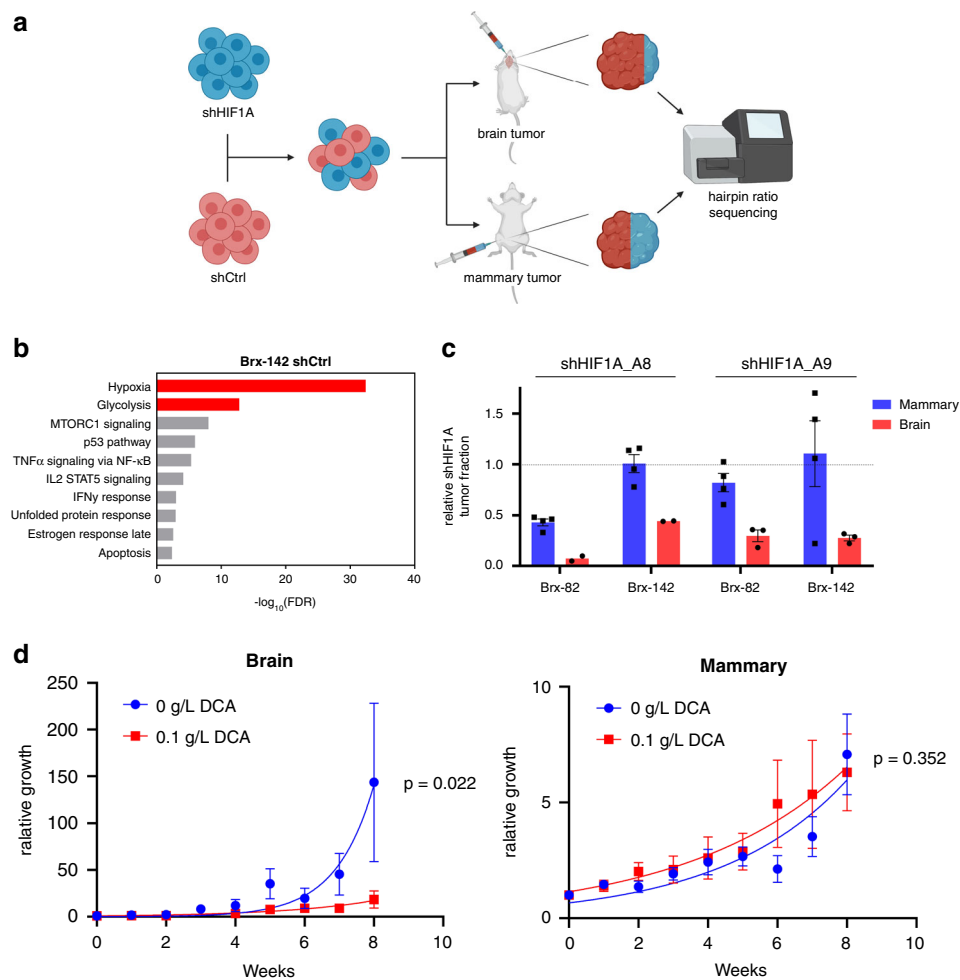 a
shHIF1A
shCtrl
brain tumor
mammary tumor
hairpin ratio
sequencing
b
Brx-142 shCtrl
Hypoxia
Glycolysis
MTORC1 signaling
p53 pathway
TNFα signaling via NF-κB
IL2 STAT5 signaling
IFNy response
Unfolded protein response
Estrogen response late
Apoptosis
0 10 20 30 40
-log10(FDR)
c
shHIF1A_A8 shHIF1A_A9
relative shHIF1A
tumor fraction
1.5
1.0
0.5
0.0
Brx-82 Brx-142 Brx-82 Brx-142
Mammary
Brain
d
Brain
ralative growth
250
200
150
100
50
0
0 2 4 6 8 10
Weeks
0 g/L DCA
0.1 g/L DCA
p = 0.022
Mammary
ralative growth
10
5
0
0 2 4 6 8 10
Weeks
0 g/L DCA
0.1 g/L DCA
p = 0.352